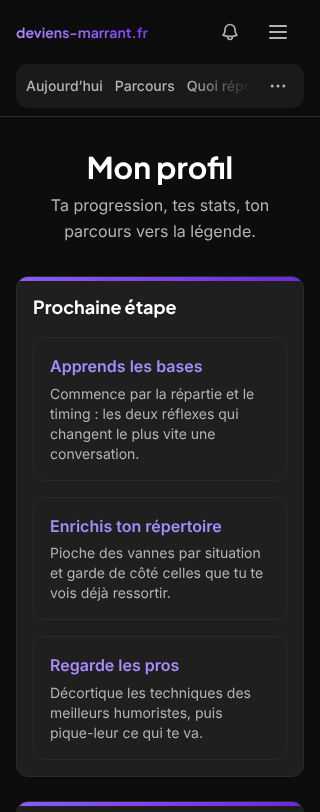 deviens-marrant.fr
Aujourd’hui Parcours Quoi répo
Mon profil
Ta progression, tes stats, ton
parcours vers la légende.
Prochaine étape
Apprends les bases
Commence par la répartie et le
timing : les deux réflexes qui
changent le plus vite une
conversation.
Enrichis ton répertoire
Pioche des vannes par situation
et garde de côté celles que tu te
vois déjà ressortir.
Regarde les pros
Décortique les techniques des
meilleurs humoristes, puis
pique-leur ce qui te va.